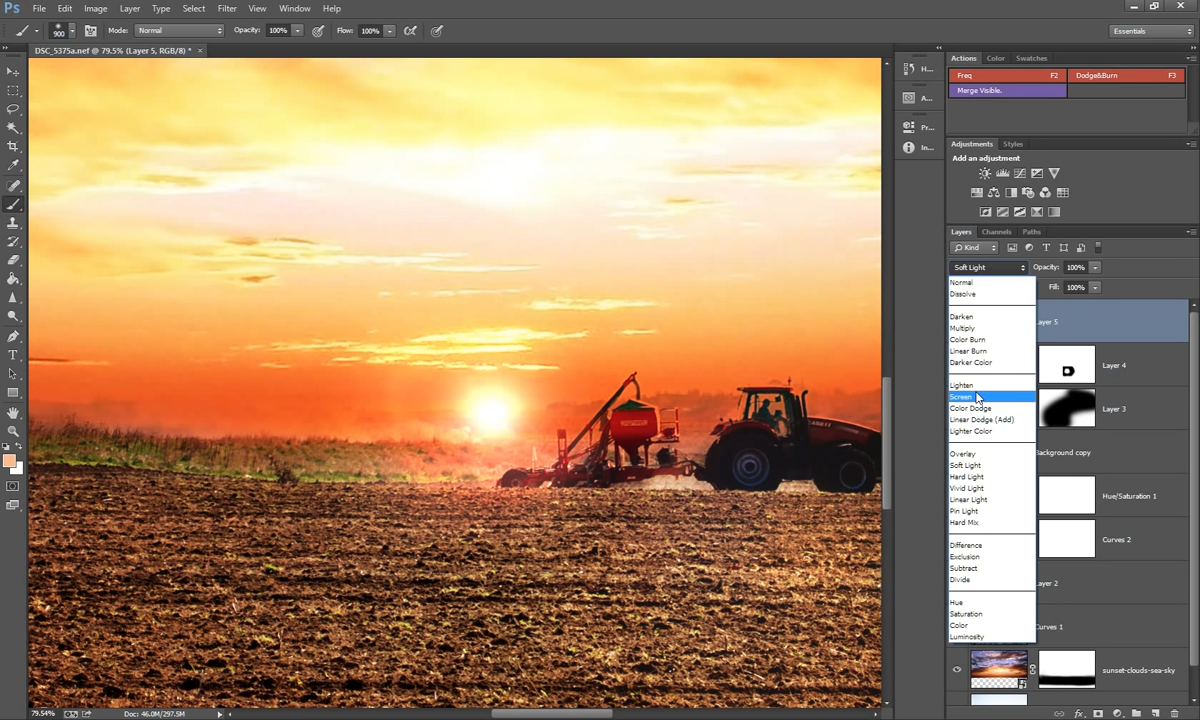 Ps File Edit Image Layer Type Select Filter View Window Help
900 Mode: Normal Opacity: 100% Flow: 100% Essentials
DSC_5375a.nef @ 79.5% (Layer 5, RGB/8) * ×
H... Actions Color Swatches
Freq F2 Dodge&Burn F3
A... Merge Visible.
Pr...
In... Adjustments Styles
Add an adjustment
Layers Channels Paths
Kind T
Soft Light Opacity: 100%
Normal Fill: 100%
Dissolve
Darken
Multiply
Color Burn
Linear Burn
Darker Color
Lighten
Screen
Color Dodge
Linear Dodge (Add)
Lighter Color
Overlay
Soft Light
Hard Light
Vivid Light
Linear Light
Pin Light
Hard Mix
Difference
Exclusion
Subtract
Divide
Hue
Saturation
Color
Luminosity
ayer 5
Layer 4
Layer 3
Background copy
Hue/Saturation 1
Curves 2
ayer 2
Curves 1
sunset-clouds-sea-sky
79.54% Doc: 46.0M/297.5M fx